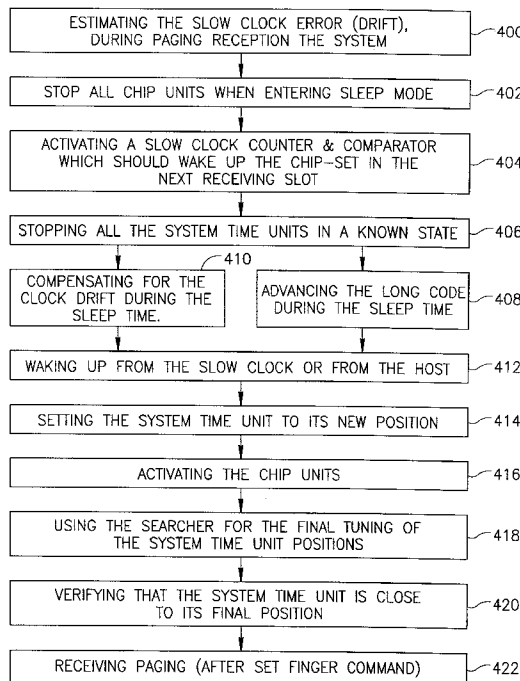 ESTIMATING THE SLOW CLOCK ERROR (DRIFT),
DURING PAGING RECEPTION THE SYSTEM
400
STOP ALL CHIP UNITS WHEN ENTERING SLEEP MODE
402
ACTIVATING A SLOW CLOCK COUNTER & COMPARATOR
WHICH SHOULD WAKE UP THE CHIP-SET IN THE
NEXT RECEIVING SLOT
404
STOPPING ALL THE SYSTEM TIME UNITS IN A KNOWN STATE
406
410
COMPENSATING FOR THE
CLOCK DRIFT DURING THE
SLEEP TIME.
ADVANCING THE LONG CODE
DURING THE SLEEP TIME
408
WAKING UP FROM THE SLOW CLOCK OR FROM THE HOST
412
SETTING THE SYSTEM TIME UNIT TO ITS NEW POSITION
414
ACTIVATING THE CHIP UNITS
416
USING THE SEARCHER FOR THE FINAL TUNING OF
THE SYSTEM TIME UNIT POSITIONS
418
VERIFYING THAT THE SYSTEM TIME UNIT IS CLOSE
TO ITS FINAL POSITION
420
RECEIVING PAGING (AFTER SET FINGER COMMAND)
422